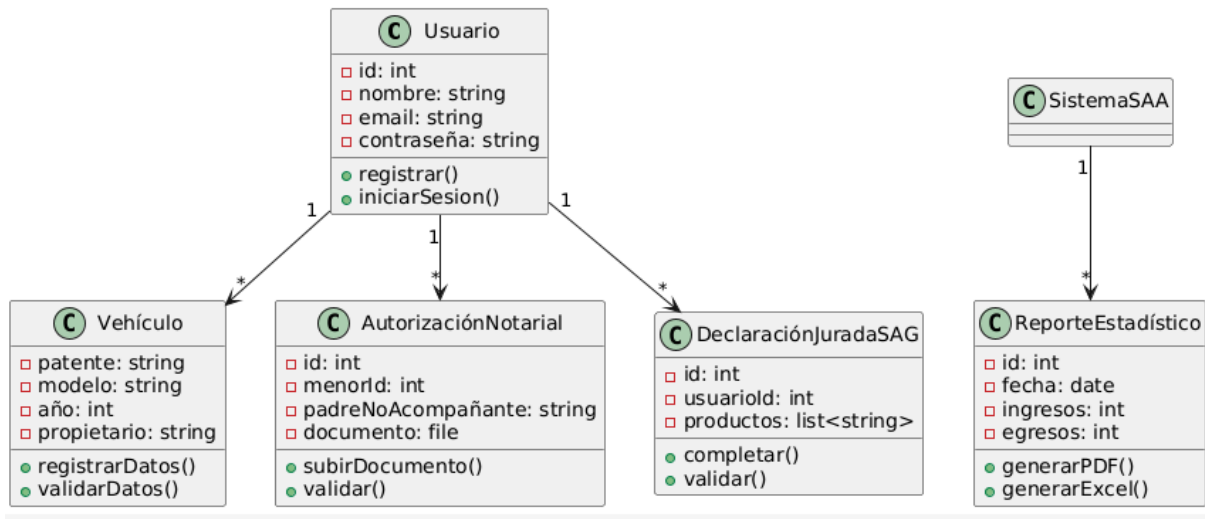 C Usuario
id: int
nombre: string
email: string
contraseña: string
registrar()
iniciarSesion()
C SistemaSAA
1
1
1
1
*
*
*
*
C Vehículo
patente: string
modelo: string
año: int
propietario: string
registrarDatos()
validarDatos()
C AutorizaciónNotarial
id: int
menorId: int
padreNoAcompañante: string
documento: file
subirDocumento()
validar()
C DeclaraciónJuradaSAG
id: int
usuarioId: int
productos: list<string>
completar()
validar()
C ReporteEstadístico
id: int
fecha: date
ingresos: int
egresos: int
generarPDF()
generarExcel()